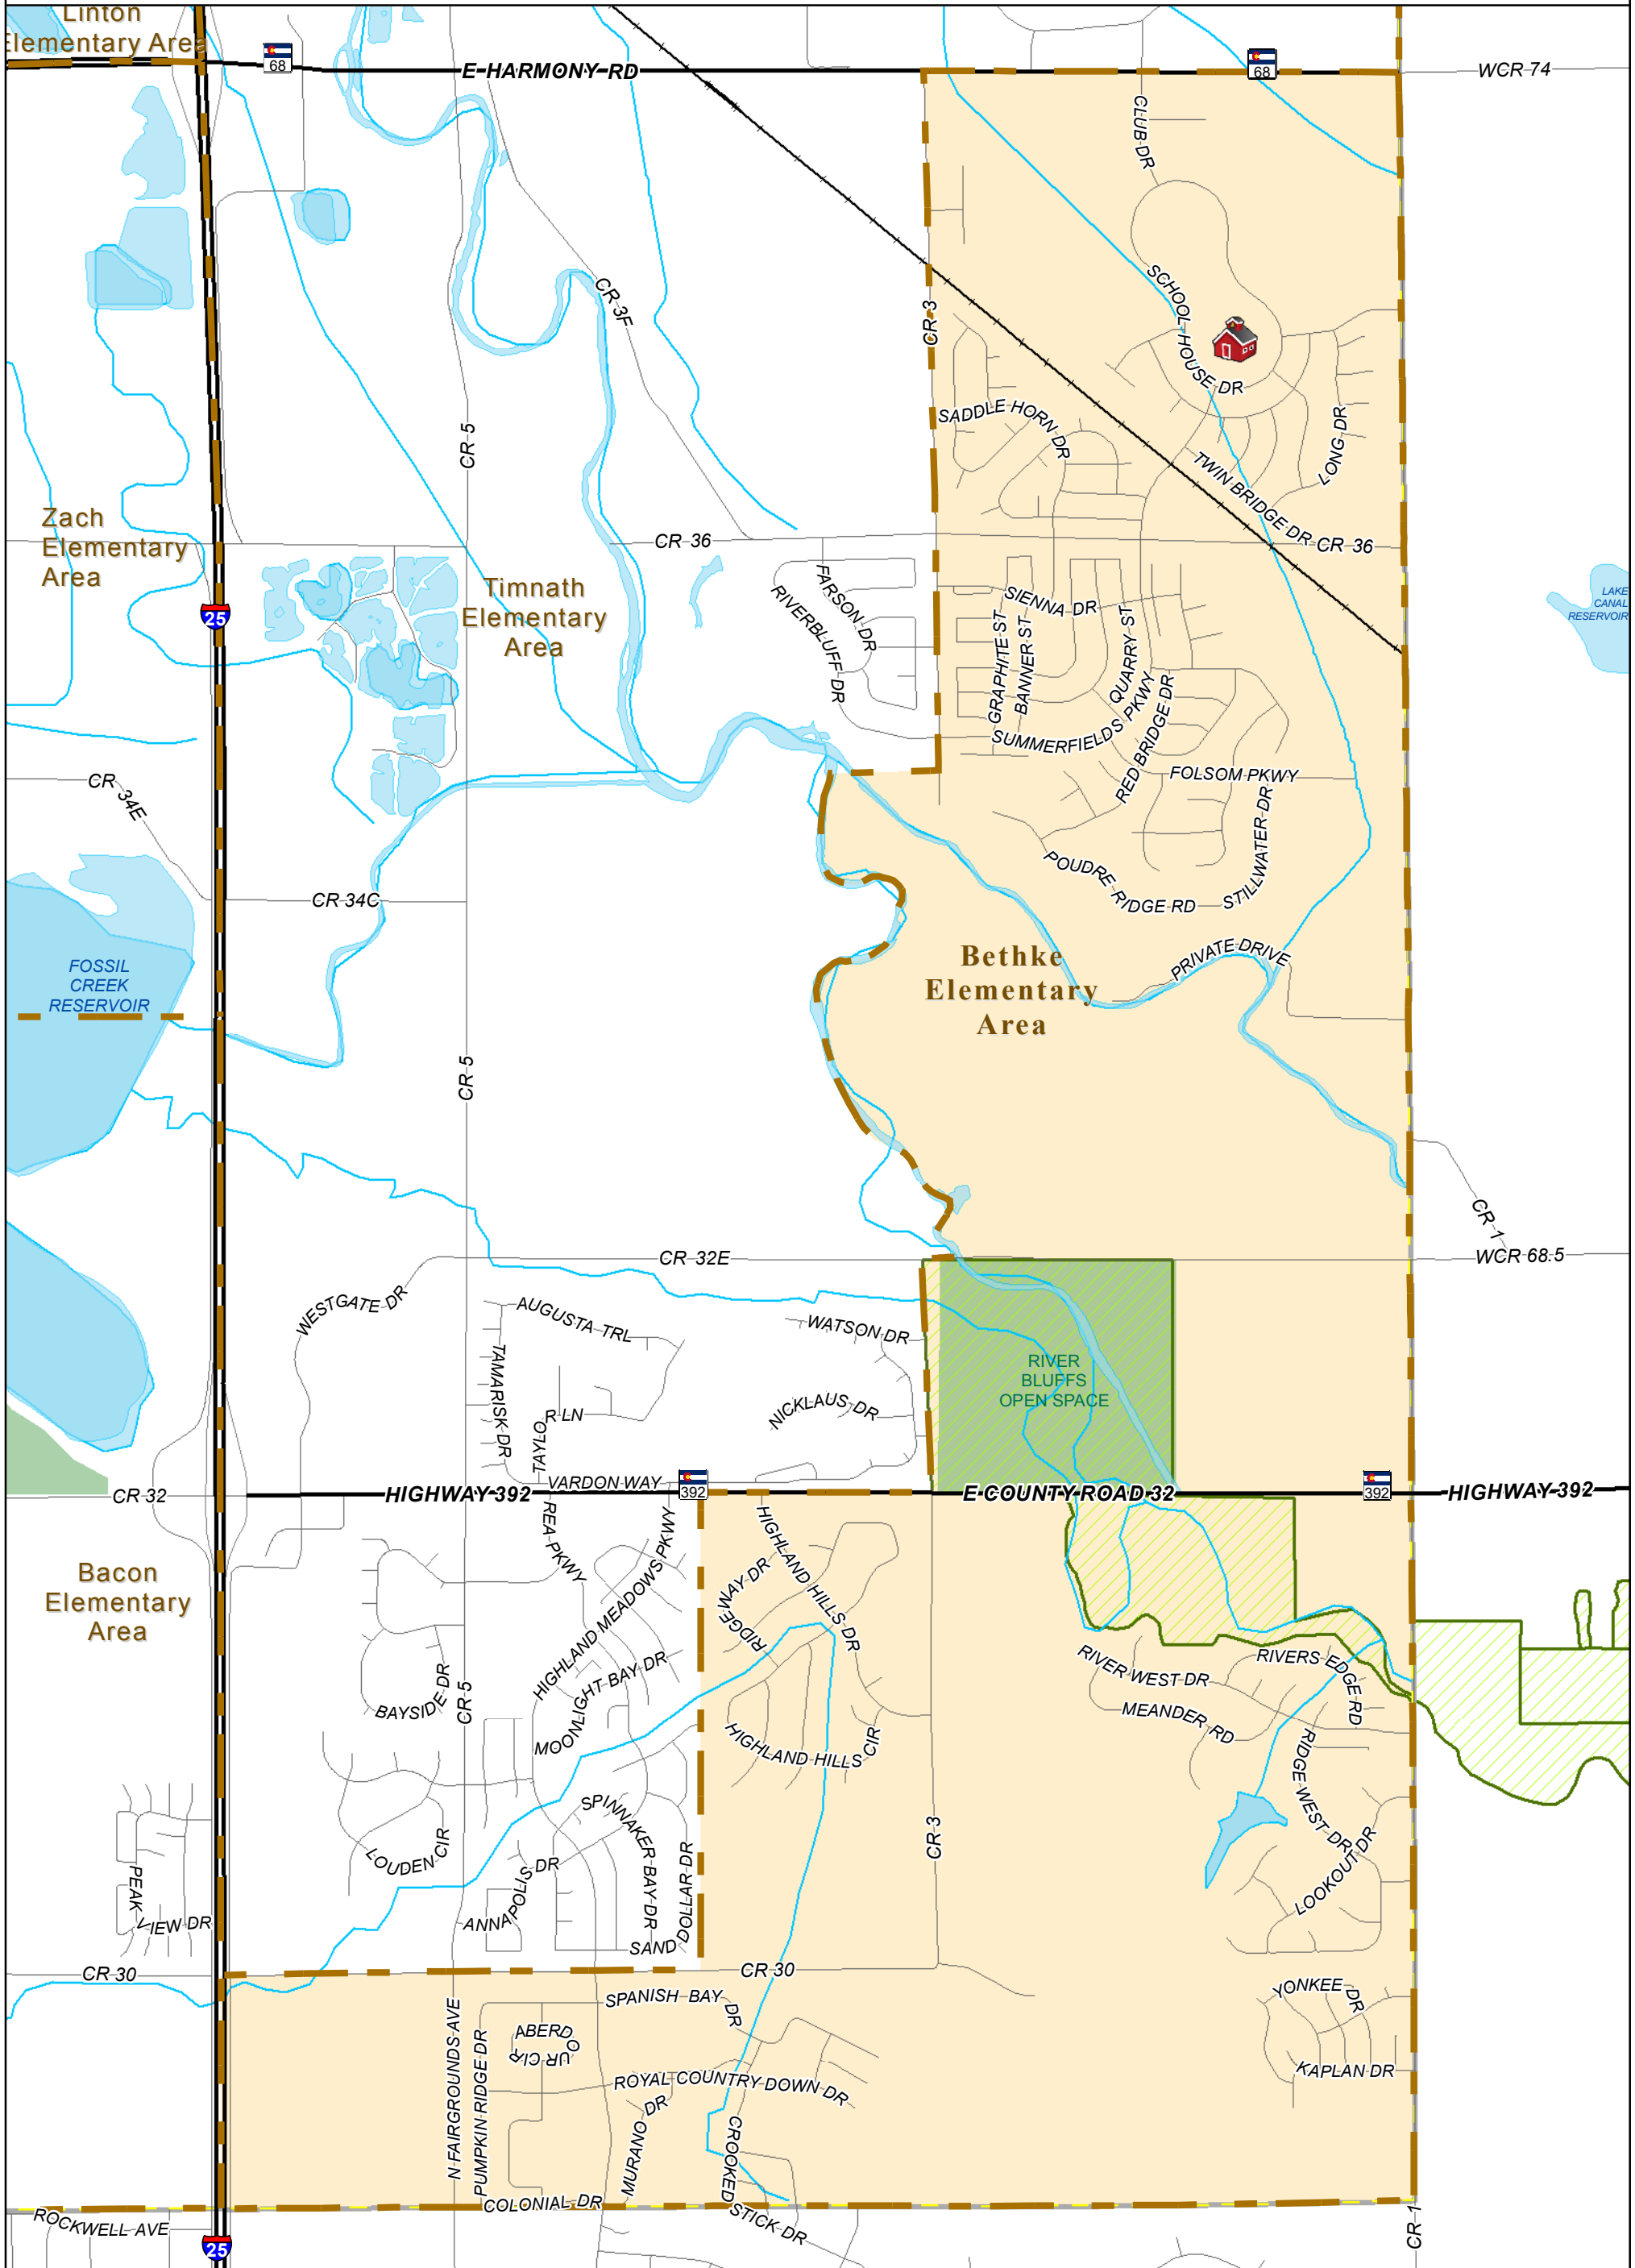 Linton
Elementary Area
68
E HARMONY RD
68
WCR 74
CLUB DR
CR 3F
CR 3
SCHOOL HOUSE DR
SADDLE HORN DR
LONG DR
CR 5
TWIN BRIDGE DR
CR 36
CR 36
Zach
Elementary
Area
25
Timnath
Elementary
Area
FARSON DR
RIVERBLUFF DR
SIENNA DR
GRAPHITE ST
BANNER ST
QUARRY ST
SUMMERFIELDS PKWY
RED BRIDGE DR
FOLSOM PKWY
STILLWATER DR
LAKE
CANAL
RESERVOIR
CR 34E
CR 34C
POUDRE RIDGE RD
PRIVATE DRIVE
FOSSIL
CREEK
RESERVOIR
Bethke
Elementary
Area
CR 5
CR 1
WCR 68.5
CR 32E
WESTGATE DR
AUGUSTA TRL
WATSON DR
TAMARISK DR
TAYLOR LN
NICKLAUS DR
RIVER
BLUFFS
OPEN SPACE
VARDON WAY
CR 32
HIGHWAY 392
392
E COUNTY ROAD 32
392
HIGHWAY 392
REA PKWY
HIGHLAND MEADOWS PKWY
HIGHLAND HILLS DR
RIDGEWAY DR
Bacon
Elementary
Area
BAYSIDE DR
CR 5
MOONLIGHT BAY DR
HIGHLAND HILLS CIR
RIVER WEST DR
RIVERS EDGE RD
MEANDER RD
RIDGE WEST DR
LOOKOUT DR
SPINNAKER BAY DR
LOUDEN CIR
ANNAPOLIS DR
SAND DOLLAR DR
CR 3
PEAK VIEW DR
CR 30
CR 30
YONKEE DR
KAPLAN DR
SPANISH BAY DR
ABERDOUR CIR
N FAIRGROUNDS AVE
PUMPKIN RIDGE DR
ROYAL COUNTRY DOWN DR
MURANO DR
CROOKED STICK DR
COLONIAL DR
ROCKWELL AVE
25
CR 1